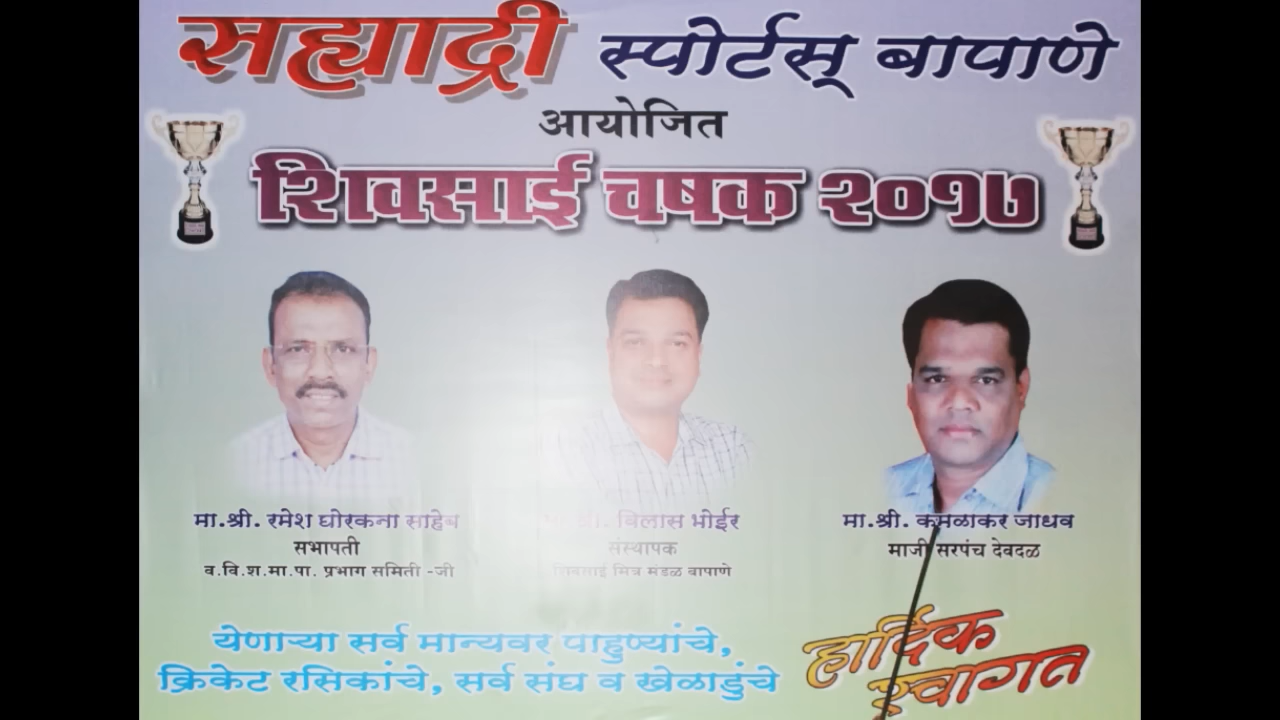 सह्याद्री स्पोर्टस् बापाणे
आयोजित
शिवसाई चषक २०१७
मा.श्री. रमेश घोरकना साहेब
सभापती
व.वि.श.मा.पा. प्रभाग समिती -जी
विलास भोईर
संस्थापक
शिवसाई मित्र मंडळ बापाणे
मा.श्री. कमळाकर जाधव
माजी सरपंच देवदळ
येणाऱ्या सर्व मान्यवर पाहुण्यांचे,
क्रिकेट रसिकांचे, सर्व संघ व खेळाडुंचे
हार्दिक
स्वागत